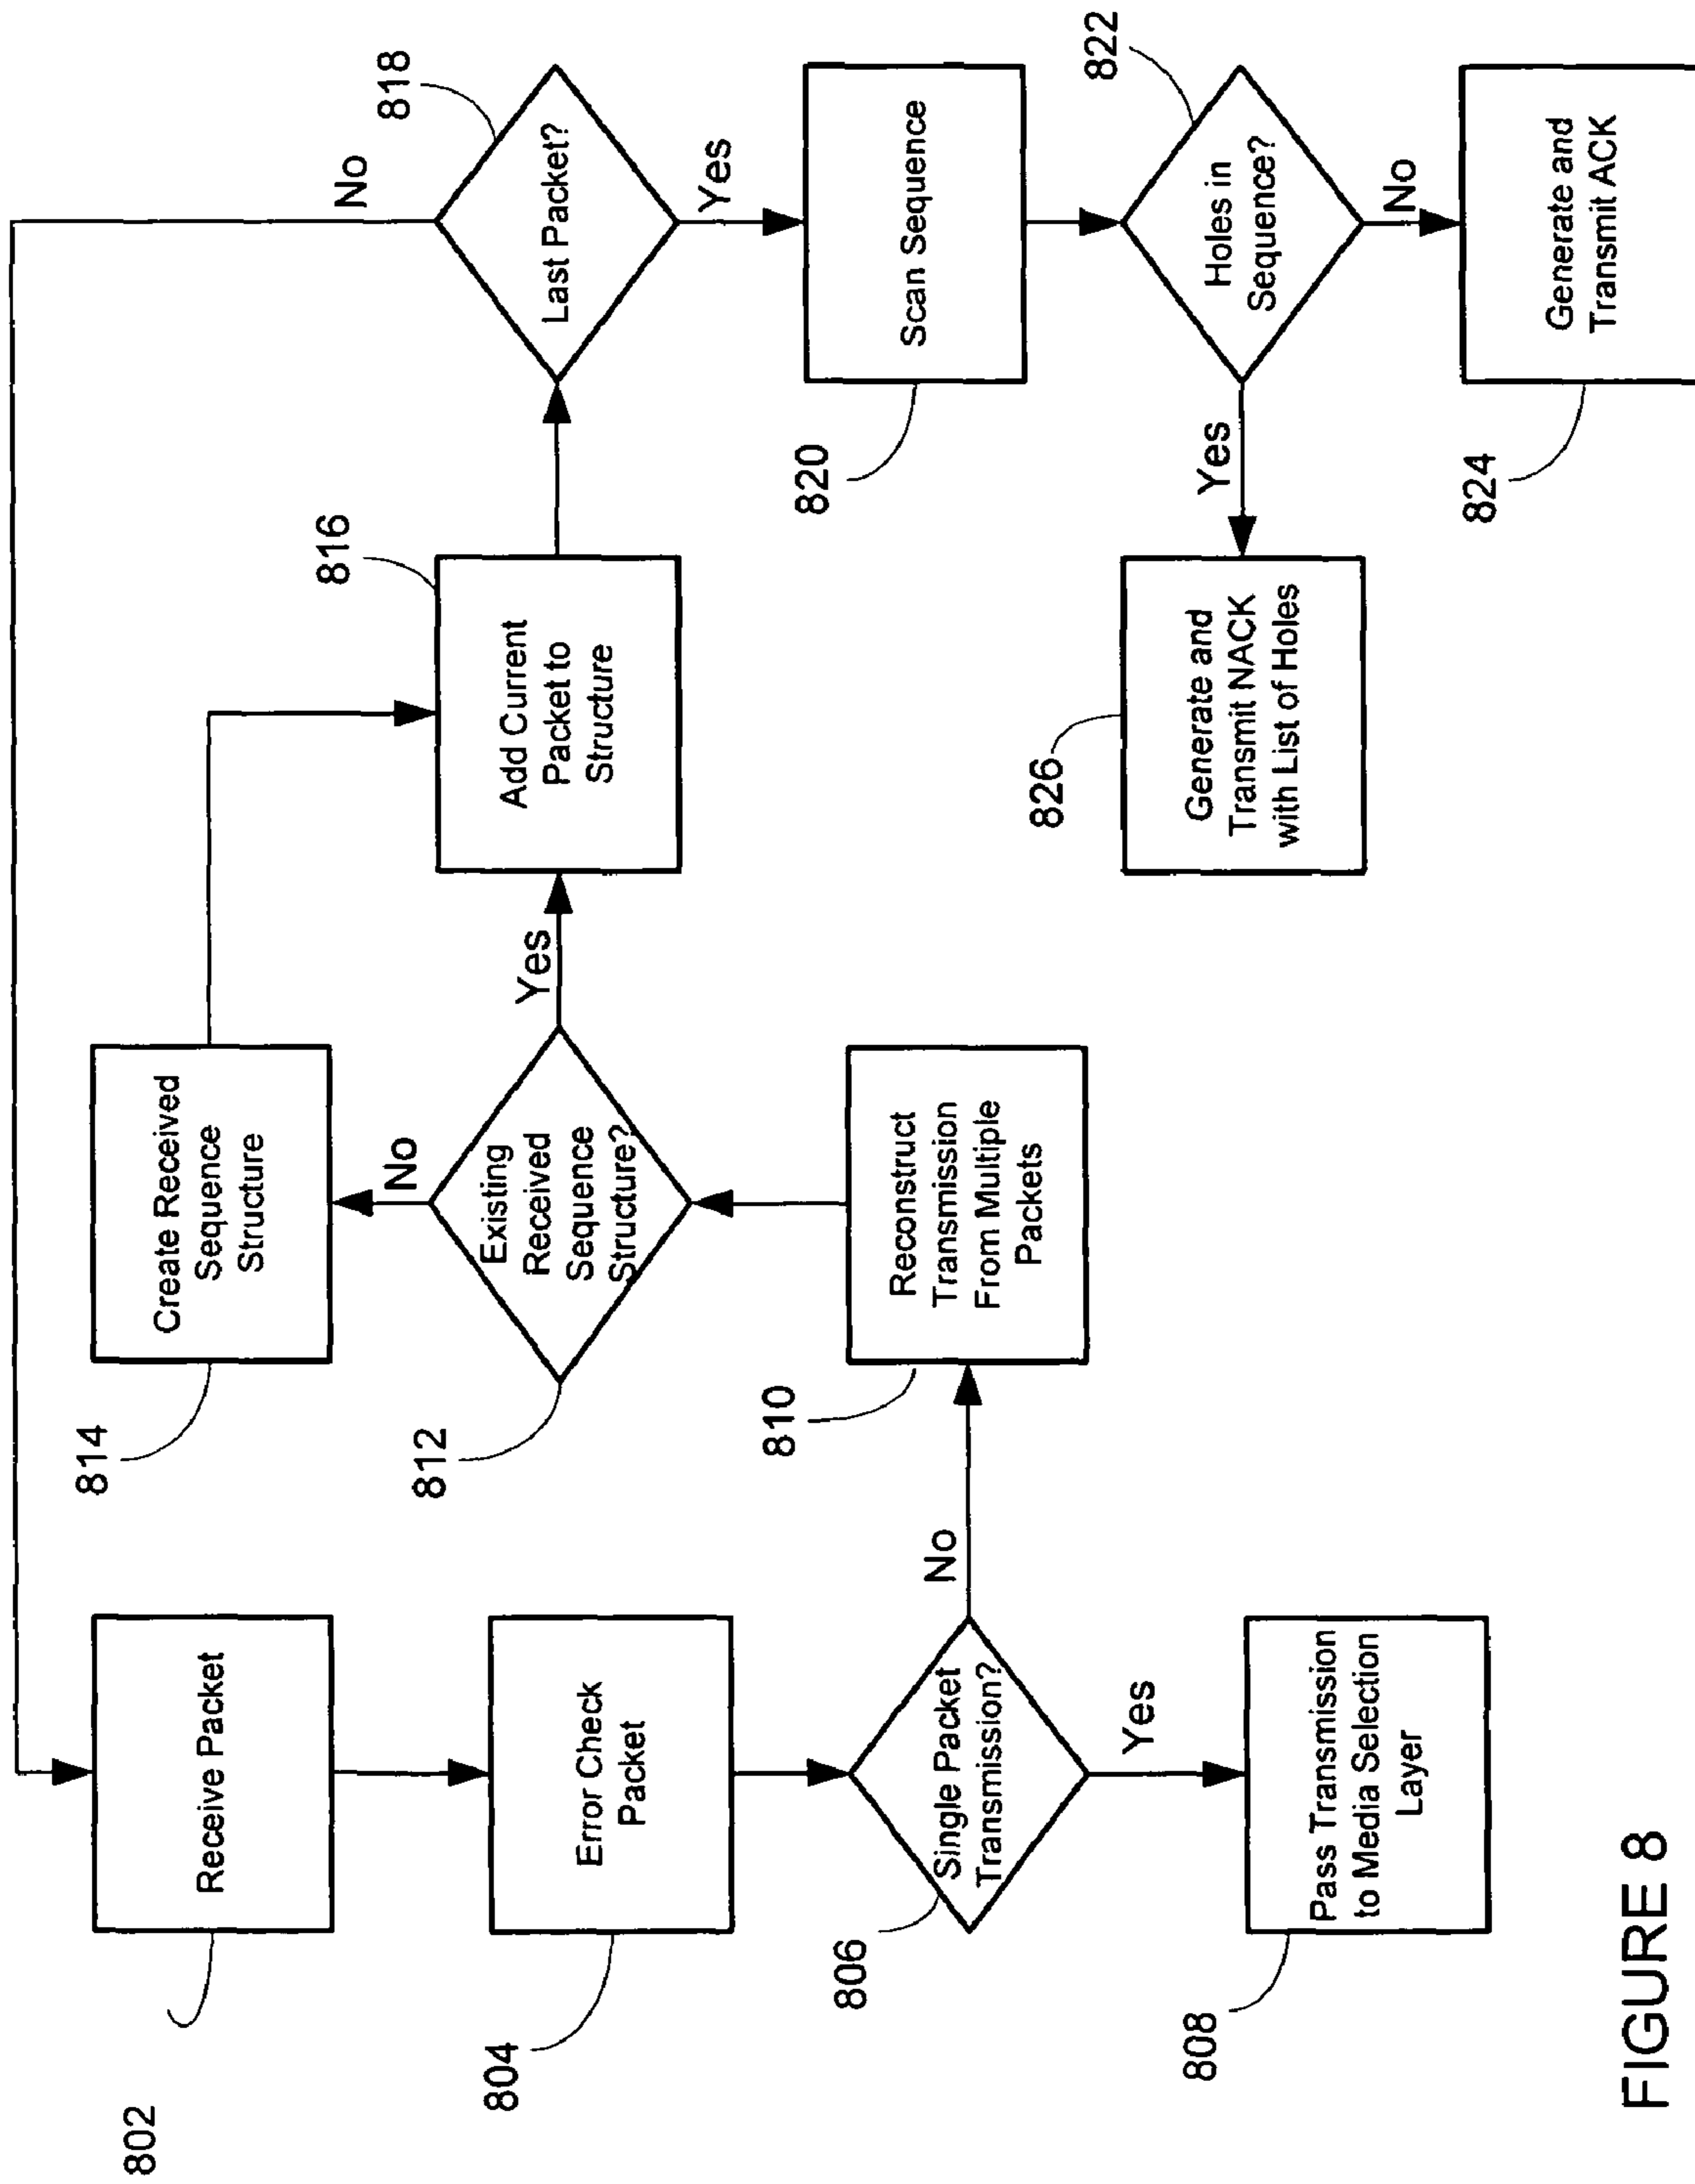 802
Receive Packet
804
Error Check
Packet
806
Single Packet
Transmission?
No
Yes
808
Pass Transmission
to Media Selection
Layer
810
Reconstruct
Transmission
From Multiple
Packets
812
Existing
Received
Sequence
Structure?
No
Yes
814
Create Received
Sequence
Structure
816
Add Current
Packet to
Structure
818
Last Packet?
No
Yes
820
Scan Sequence
822
Holes in
Sequence?
Yes
No
826
Generate and
Transmit NACK
with List of Holes
824
Generate and
Transmit ACK
FIGURE 8